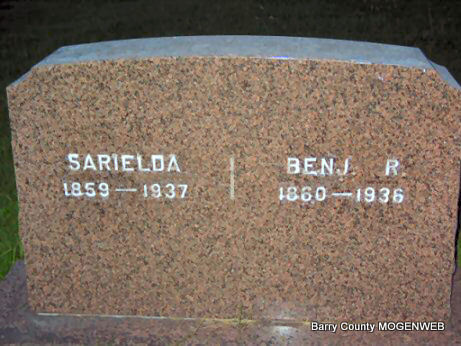 SARIELDA
1859—1937
BENJ. R.
1860—1936
Barry County MOGENWEB